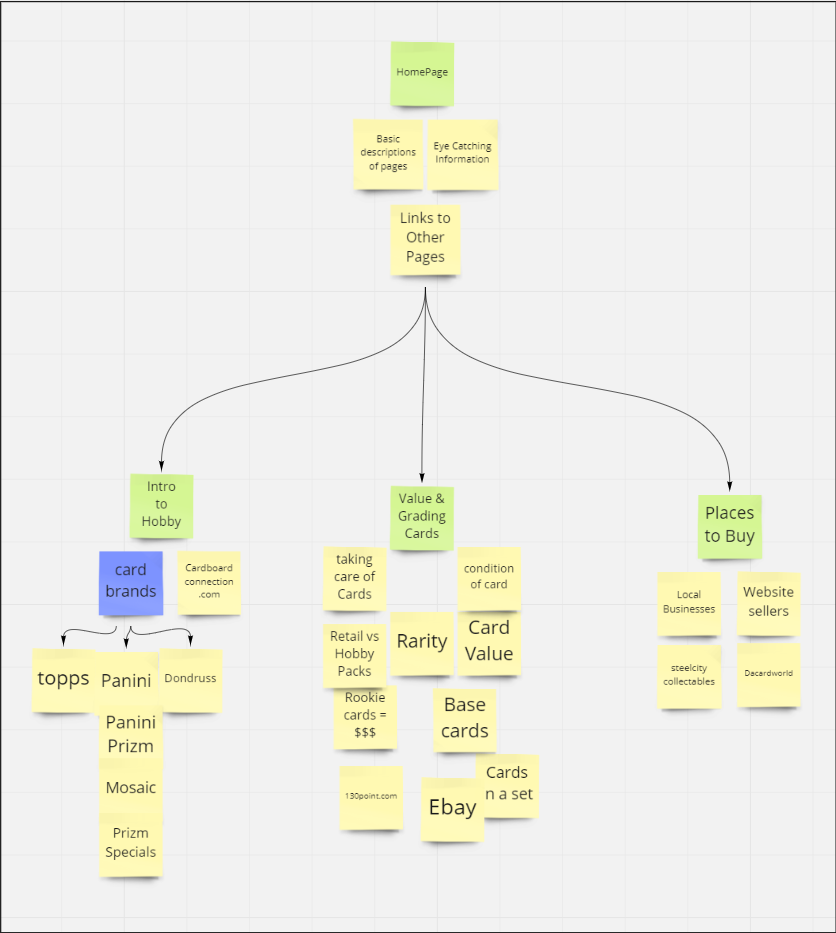 HomePage
Basic
descriptions
of pages
Eye Catching
Information
Links to
Other
Pages
Intro
to
Hobby
card
brands
Cardboard
connection
.com
topps
Panini
Dondruss
Panini
Prizm
Mosaic
Prizm
Specials
Value &
Grading
Cards
taking
care of
Cards
condition
of card
Retail vs
Hobby
Packs
Rarity
Card
Value
Rookie
cards =
$$$
Base
cards
130point.com
Ebay
Cards
n a set
Places
to Buy
Local
Businesses
Website
sellers
steelcity
collectables
Dacardworld